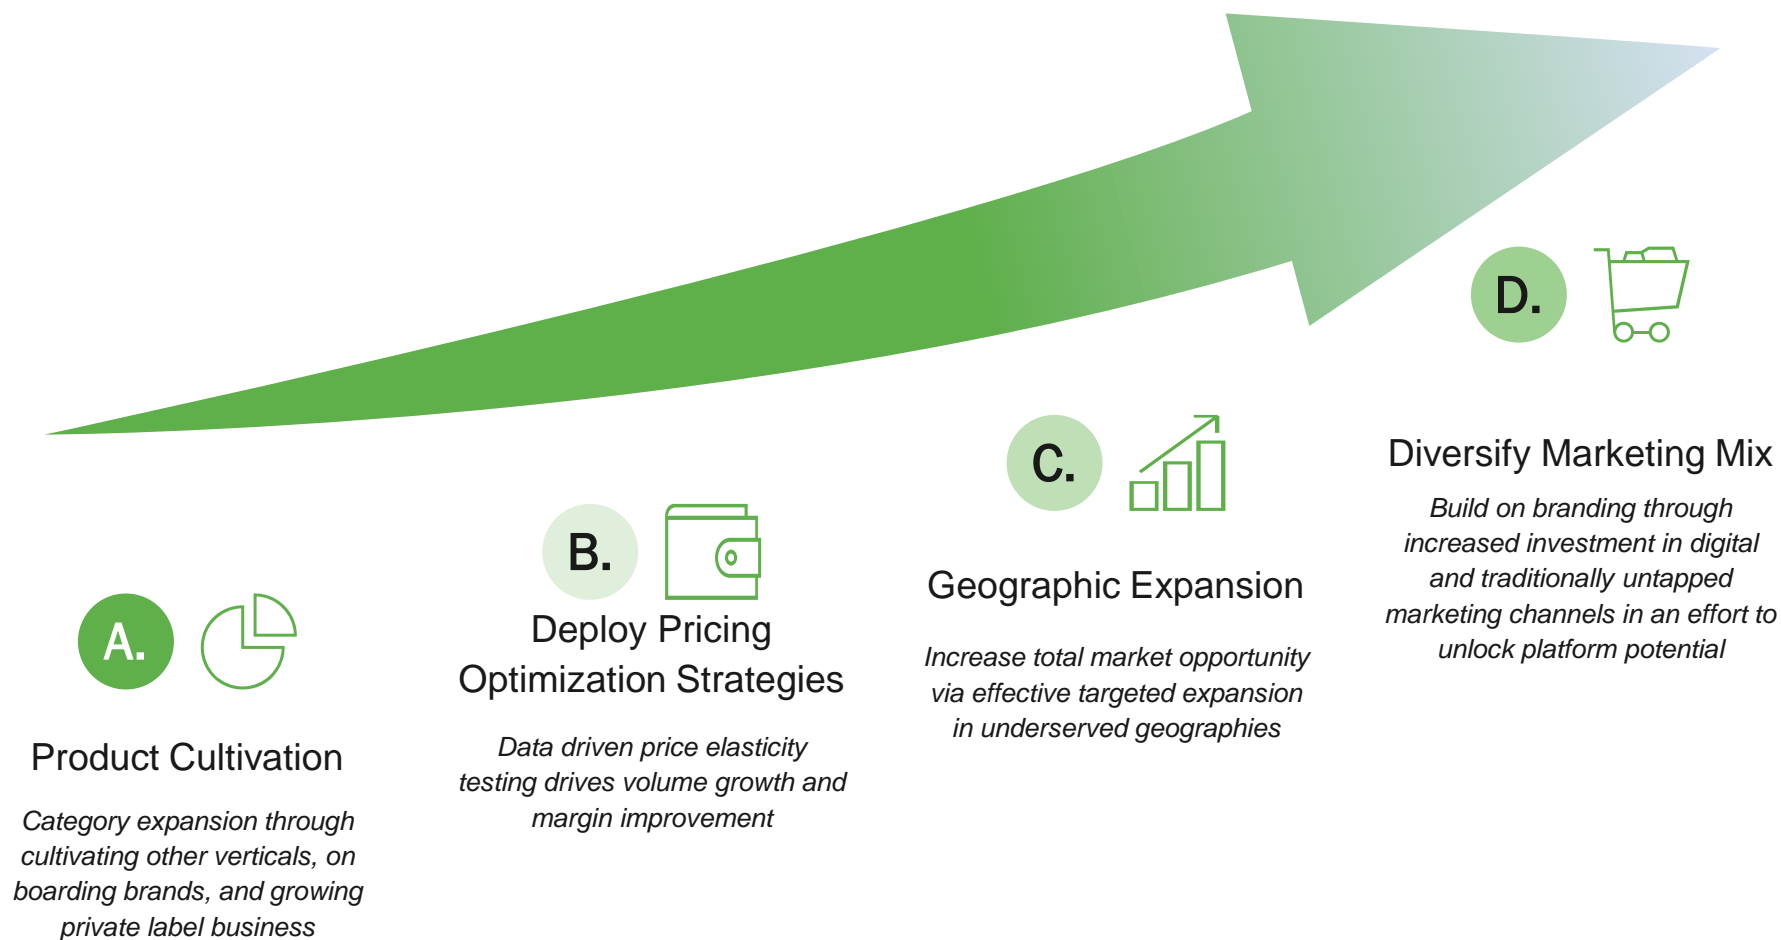 A.
Product Cultivation
Category expansion through
cultivating other verticals, on
boarding brands, and growing
private label business
B.
Deploy Pricing
Optimization Strategies
Data driven price elasticity
testing drives volume growth and
margin improvement
C.
Geographic Expansion
Increase total market opportunity
via effective targeted expansion
in underserved geographies
D.
Diversify Marketing Mix
Build on branding through
increased investment in digital
and traditionally untapped
marketing channels in an effort to
unlock platform potential